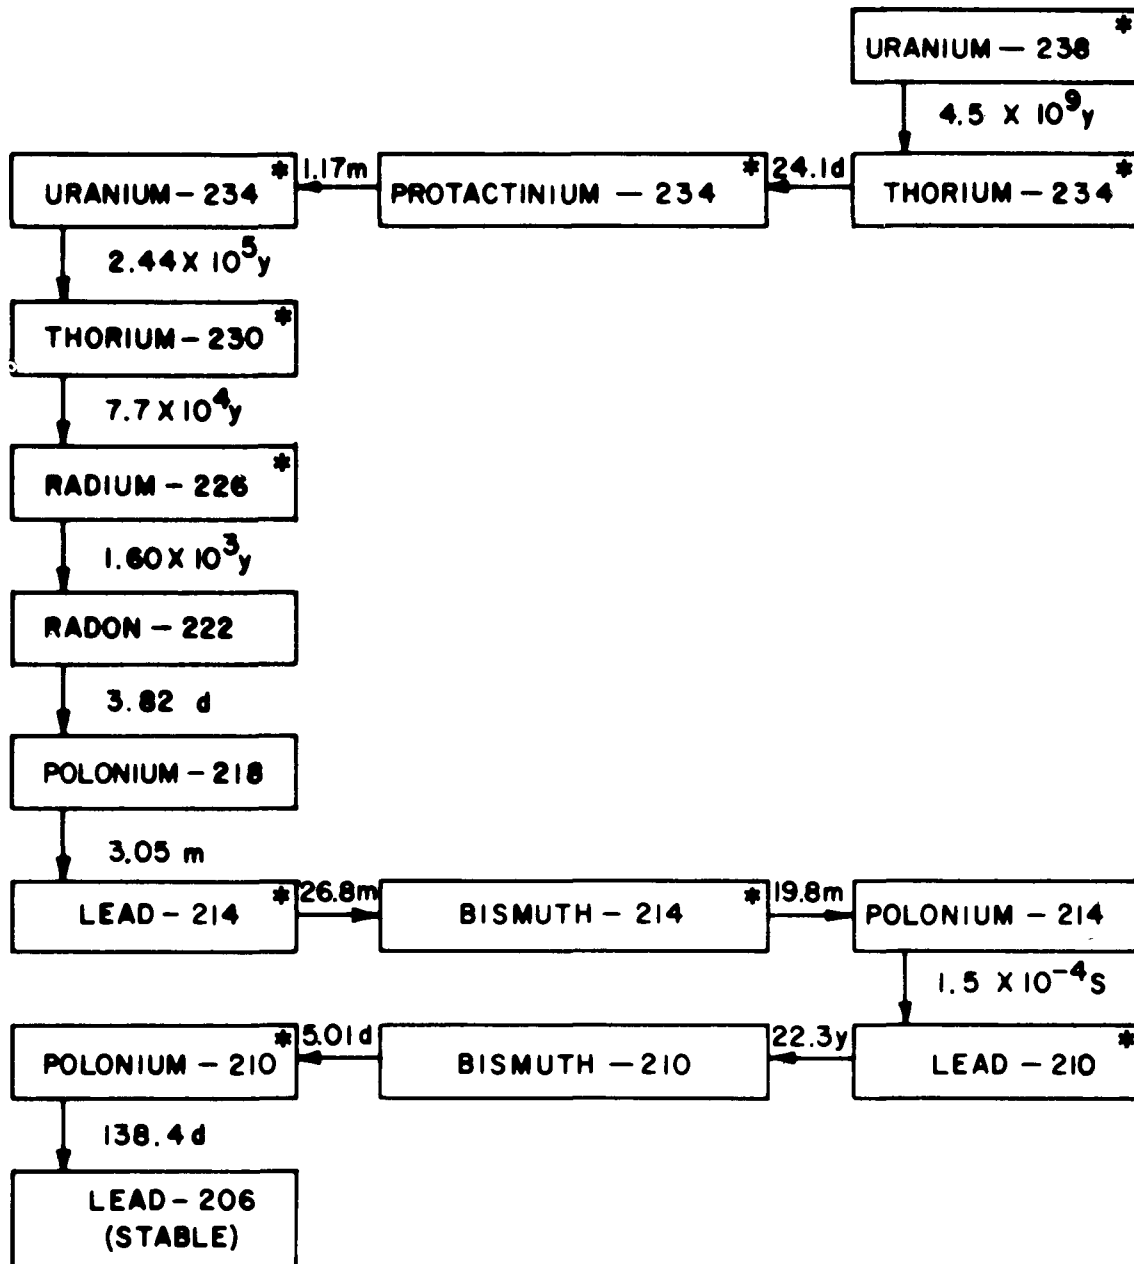 *
URANIUM – 238
4.5 X 10⁹y
*
URANIUM – 234
1.17m
*
PROTACTINIUM – 234
24.1d
*
THORIUM – 234
2.44 X 10⁵y
*
THORIUM – 230
7.7 X 10⁴y
*
RADIUM – 226
1.60 X 10³y
RADON – 222
3.82 d
POLONIUM – 218
3.05 m
*
LEAD – 214
26.8m
*
BISMUTH – 214
19.8m
POLONIUM – 214
1.5 X 10⁻⁴S
*
POLONIUM – 210
5.01d
BISMUTH – 210
22.3y
*
LEAD – 210
138.4d
LEAD – 206
(STABLE)